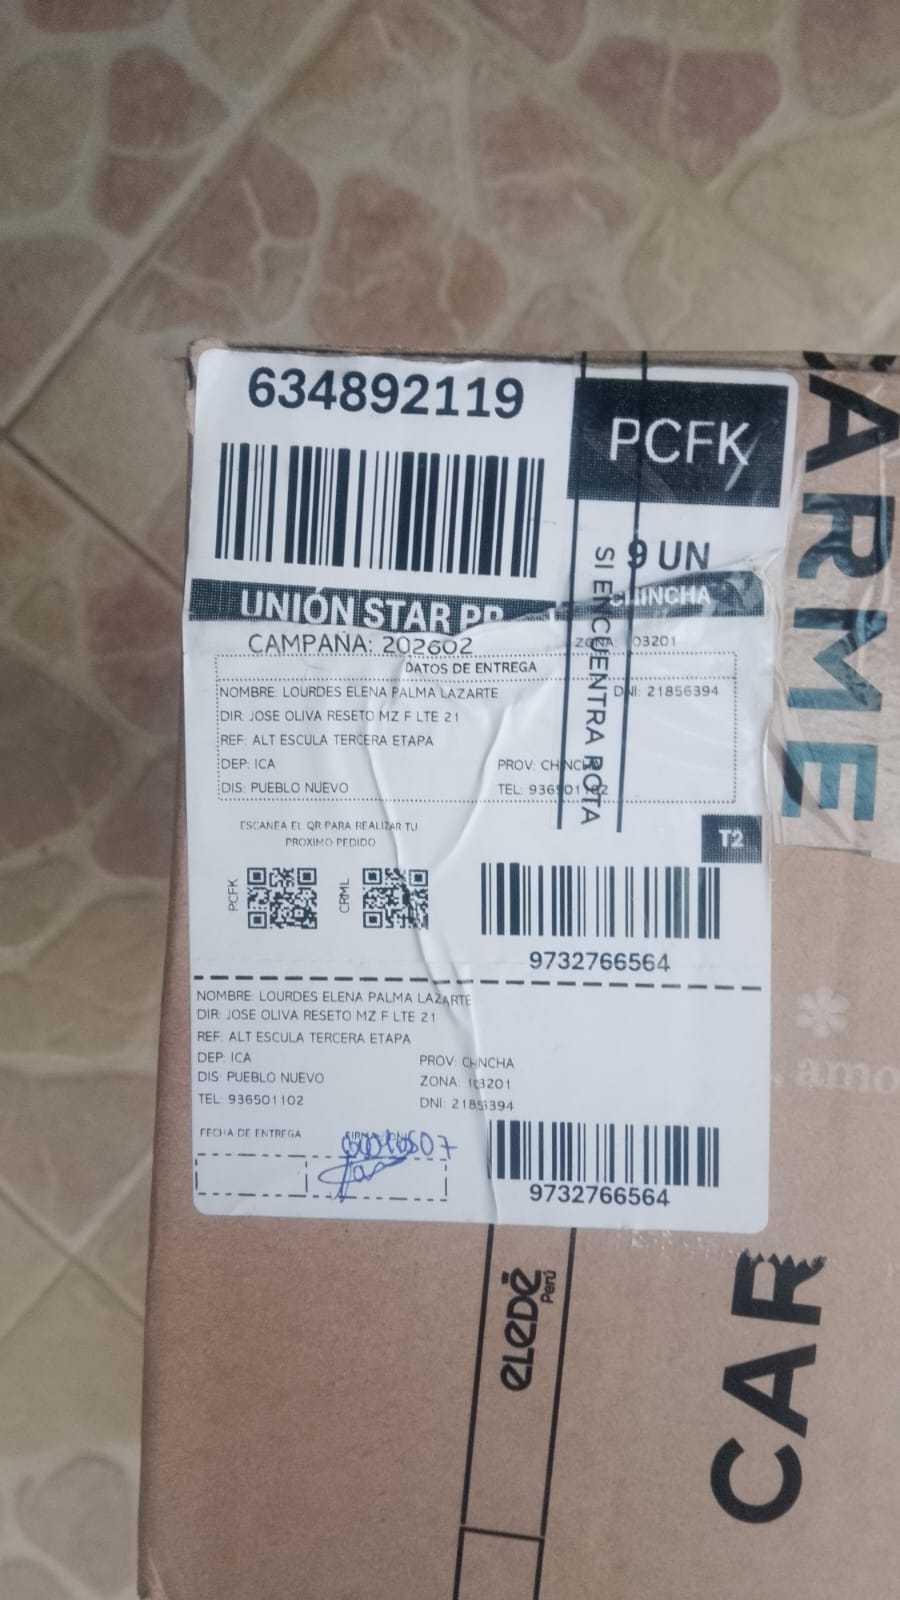 634892119
PCFK
9 UN
UNIÓN STAR
CHINCHA
CAMPAÑA: 202602
ZONA: 03201
DATOS DE ENTREGA
NOMBRE: LOURDES ELENA PALMA LAZARTE
DNI: 21856394
DIR: JOSE OLIVA RESETO MZ F LTE 21
REF: ALT ESCULA TERCERA ETAPA
DEP: ICA
PROV: CHINCHA
DIS: PUEBLO NUEVO
TEL: 936501102
SI ENCUENTRA ROTA
ESCANEA EL QR PARA REALIZAR TU
PROXIMO PEDIDO
T2
PCFK
CRML
9732766564
NOMBRE: LOURDES ELENA PALMA LAZARTE
DIR: JOSE OLIVA RESETO MZ F LTE 21
REF: ALT ESCULA TERCERA ETAPA
DEP: ICA
PROV: CHINCHA
DIS: PUEBLO NUEVO
ZONA: 103201
TEL: 936501102
DNI: 21856394
FECHA DE ENTREGA
9732766564
ARME
amo
eLeDē
Perú
CAR